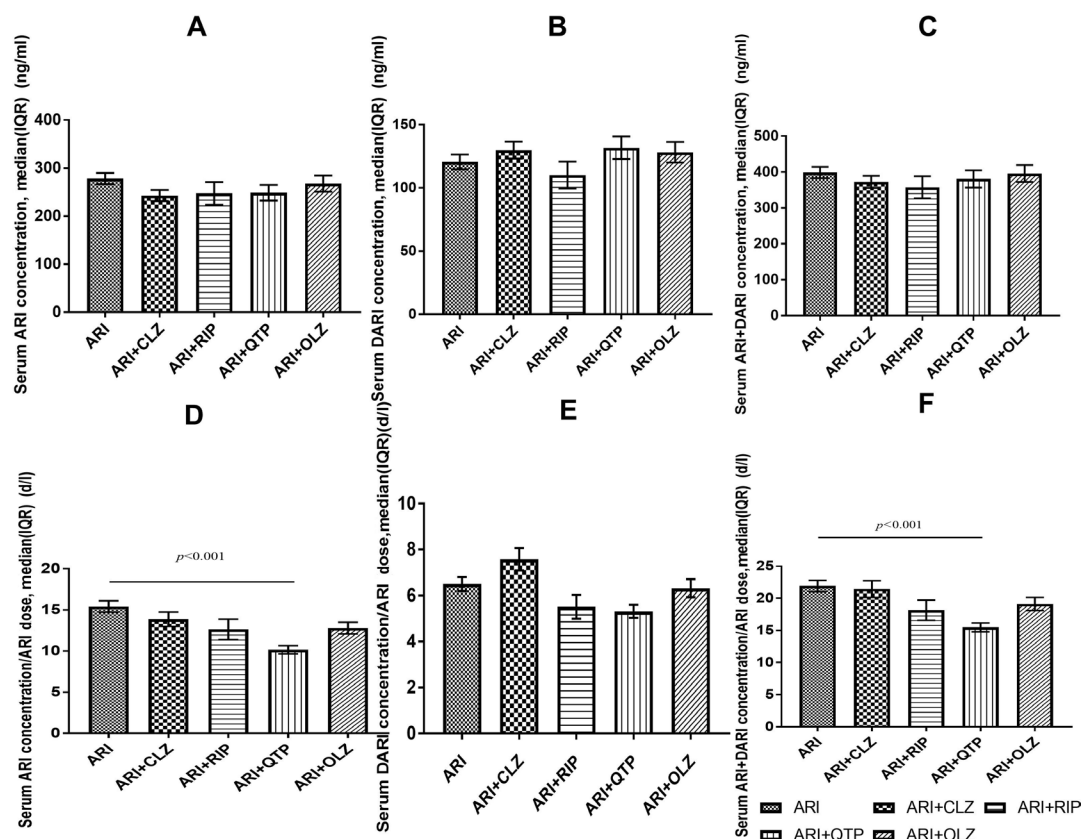 A
Serum ARI concentration, median(IQR) (ng/ml)
400
300
200
100
0
ARI
ARI+CLZ
ARI+RIP
ARI+QTP
ARI+OLZ
B
Serum DARI concentration, median(IQR) (ng/ml)
150
100
50
0
ARI
ARI+CLZ
ARI+RIP
ARI+QTP
ARI+OLZ
C
Serum ARI+DARI concentration, median(IQR) (ng/ml)
500
400
300
200
100
0
ARI
ARI+CLZ
ARI+RIP
ARI+QTP
ARI+OLZ
D
Serum ARI concentration/ARI dose, median(IQR) (d/l)
p<0.001
20
15
10
5
0
ARI
ARI+CLZ
ARI+RIP
ARI+QTP
ARI+OLZ
E
Serum DARI concentration/ARI dose,median(IQR)(d/l)
10
8
6
4
2
0
ARI
ARI+CLZ
ARI+RIP
ARI+QTP
ARI+OLZ
F
Serum ARI+DARI concentration/ARI dose,median(IQR) (d/l)
p<0.001
25
20
15
10
5
0
ARI
ARI+CLZ
ARI+RIP
ARI+QTP
ARI+OLZ
ARI
ARI+CLZ
ARI+RIP
ARI+QTP
ARI+OLZ